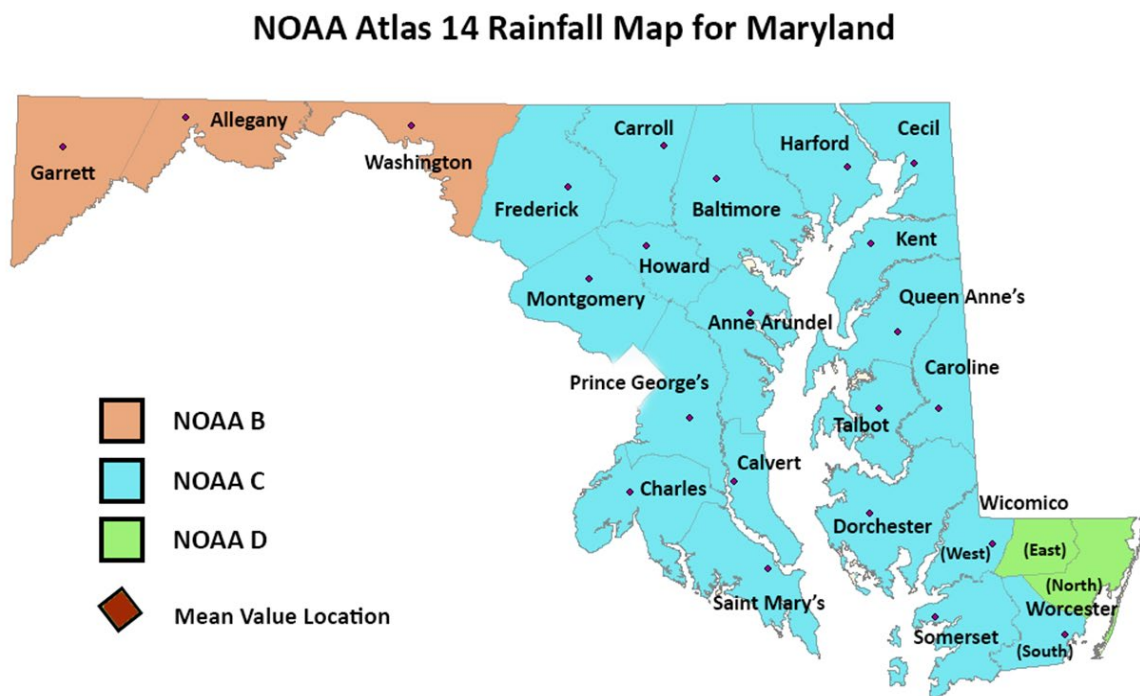 NOAA Atlas 14 Rainfall Map for Maryland
Garrett
Allegany
Washington
Frederick
Carroll
Baltimore
Harford
Cecil
Kent
Howard
Montgomery
Anne Arundel
Queen Anne's
Caroline
Prince George's
Talbot
Calvert
Charles
Dorchester
Saint Mary's
Wicomico
(West)
(East)
(North)
Worcester
(South)
Somerset
NOAA B
NOAA C
NOAA D
Mean Value Location